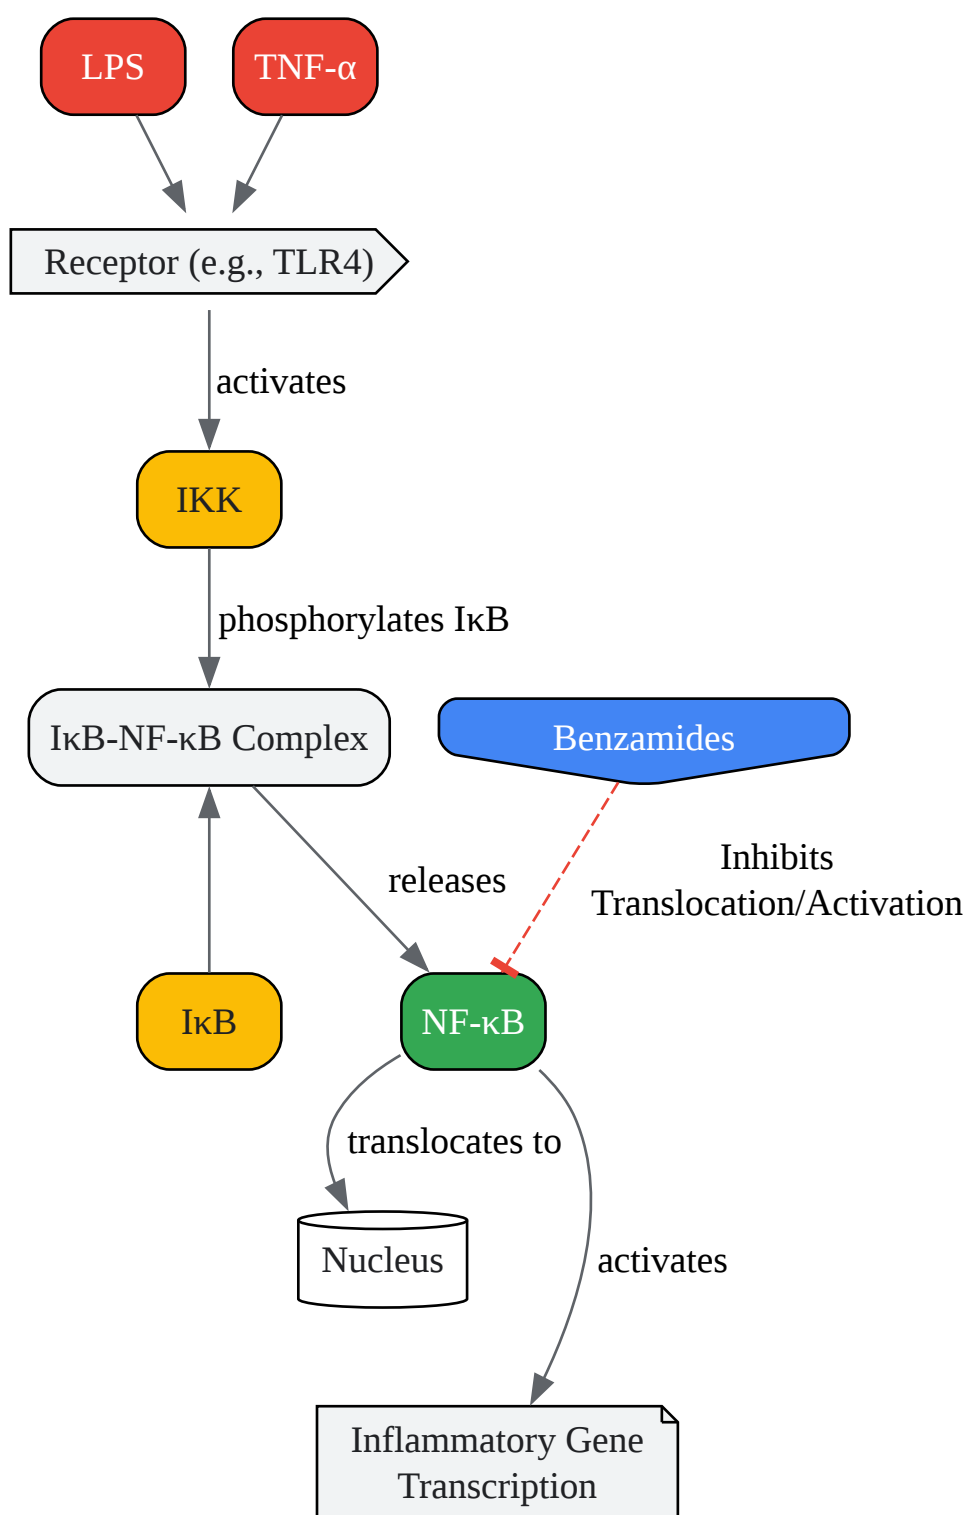 LPS
TNF-α
Receptor (e.g., TLR4)
activates
IKK
phosphorylates IκB
IκB-NF-κB Complex
Benzamides
Inhibits
Translocation/Activation
releases
IκB
NF-κB
translocates to
Nucleus
activates
Inflammatory Gene
Transcription